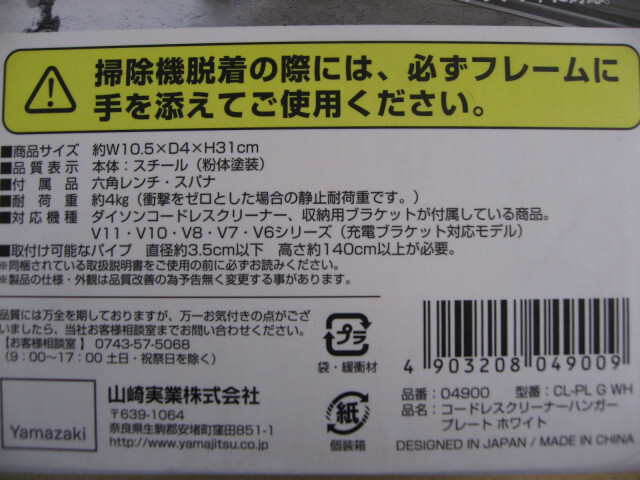 掃除機脱着の際には、必ずフレームに
手を添えてご使用ください。
■商品サイズ 約W10.5×D4×H31cm
■品質表示 本体：スチール（粉体塗装）
■付属品 六角レンチ・スパナ
■耐荷重 約4kg（衝撃をゼロとした場合の静止耐荷重です。）
■対応機種 ダイソンコードレスクリーナー、収納用ブラケットが付属している商品。
V11・V10・V8・V7・V6シリーズ（充電ブラケット対応モデル）
■取付け可能なパイプ 直径約3.5cm以下 高さ約140cm以上が必要。
※同梱されている取扱説明書をご使用の前に必ずお読みください。
※製品の仕様・外観は品質改善の為予告無く変更する事があります。
品質には万全を期しておりますが、万一お気付きの点がござ
いましたら、当社お客様相談室までお問い合わせください。
お客様相談室 0743-57-5068
（9：00～17：00 土日・祝祭日を除く）
プラ
袋・緩衝材
4 903208 049009
品番：04900 型番：CL-PL G WH
品名：コードレスクリーナーハンガー
プレート ホワイト
DESIGNED IN JAPAN / MADE IN CHINA
Yamazaki
山崎実業株式会社
〒639-1064
奈良県生駒郡安堵町窪田851-1
http://www.yamajitsu.co.jp
紙
個装箱